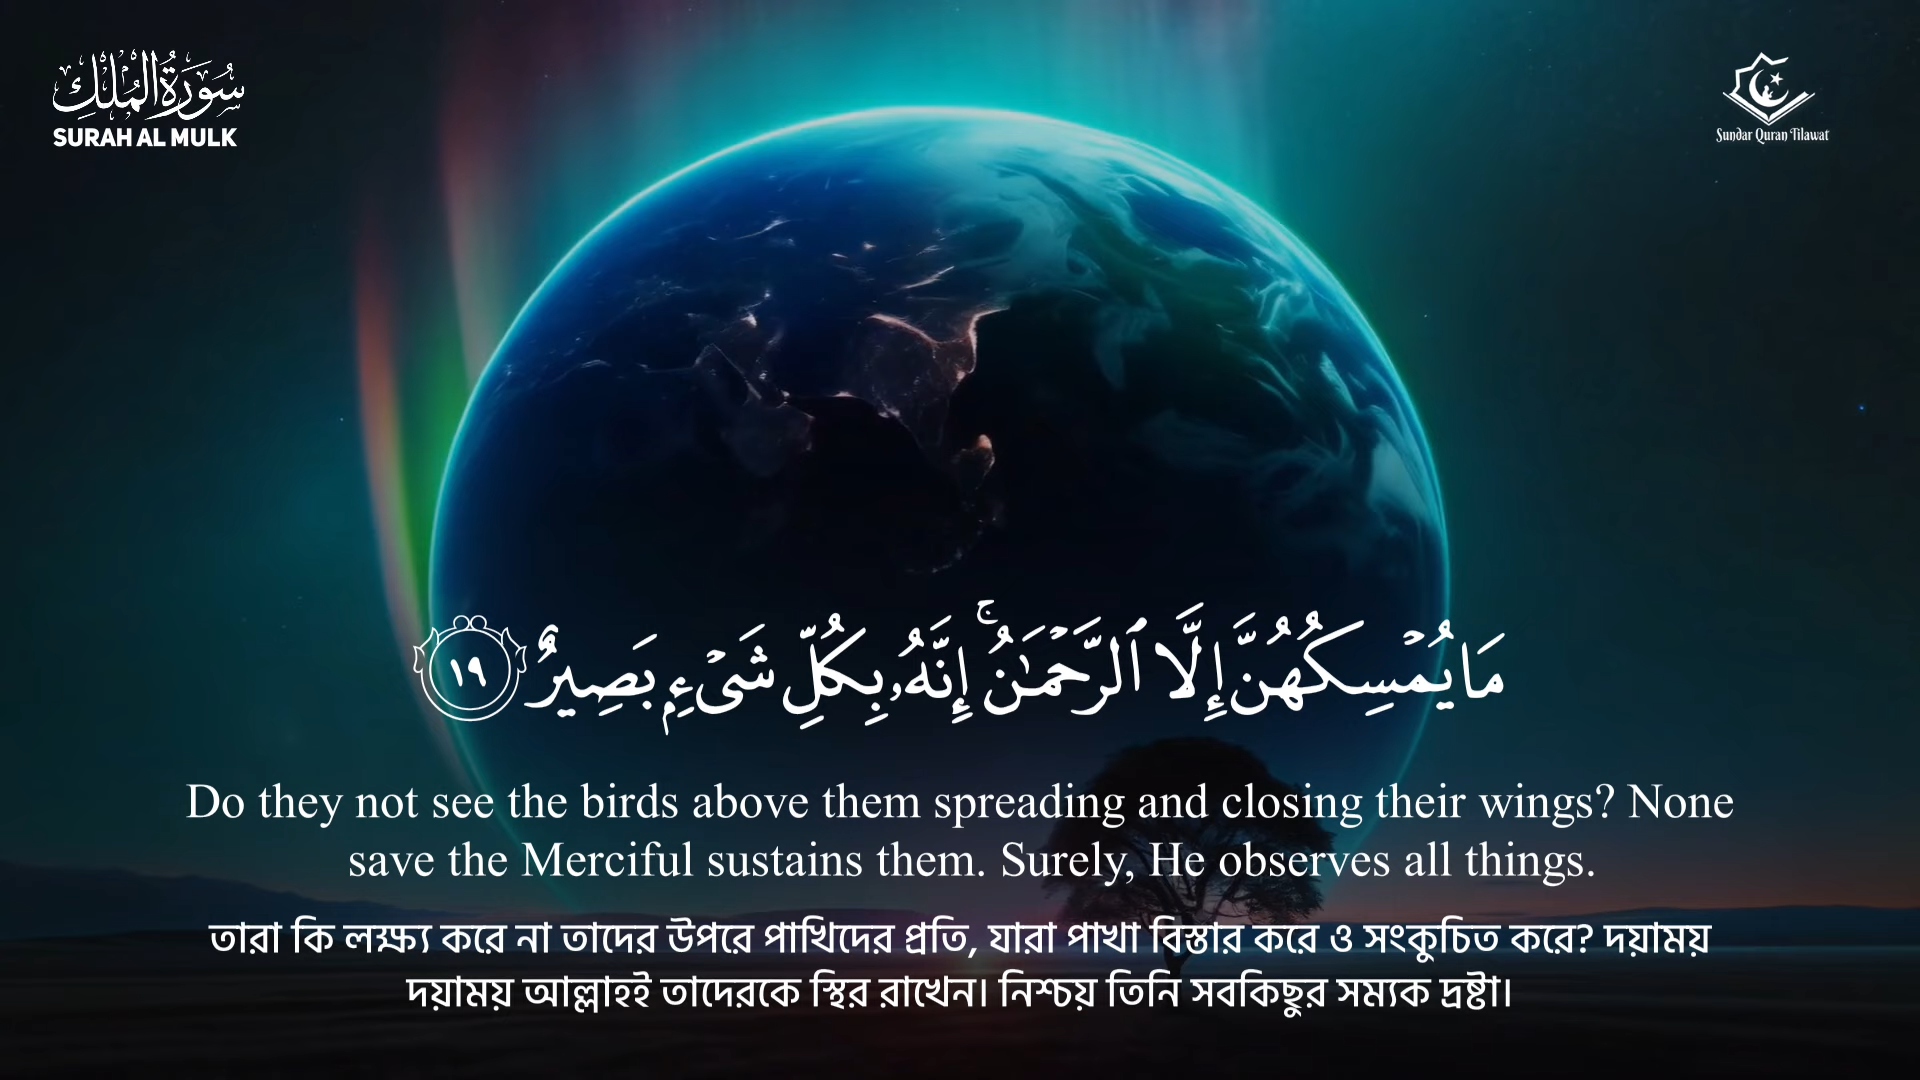 سُورَةُ الْمُلْكِ
SURAH AL MULK
Sundar Quran Tilawat
مَا يُمْسِكُهُنَّ إِلَّا ٱلرَّحْمَـٰنُ ۚ إِنَّهُۥ بِكُلِّ شَىْءٍۭ بَصِيرٌ ١٩
Do they not see the birds above them spreading and closing their wings? None
save the Merciful sustains them. Surely, He observes all things.
তারা কি লক্ষ্য করে না তাদের উপরে পাখিদের প্রতি, যারা পাখা বিস্তার করে ও সংকুচিত করে? দয়াময়
দয়াময় আল্লাহই তাদেরকে স্থির রাখেন। নিশ্চয় তিনি সবকিছুর সম্যক দ্রষ্টা।